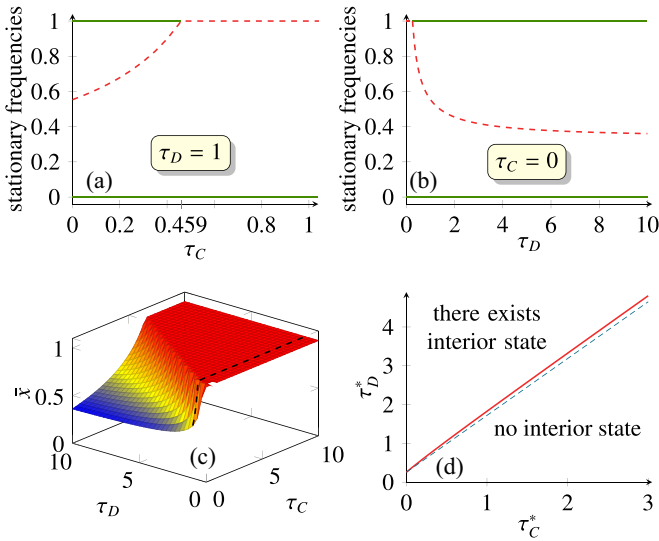 stationary frequencies
1
0.8
0.6
0.4
0.2
0
τ_D = 1
(a)
0 0.2 0.459 0.8 1
τ_C
stationary frequencies
1
0.8
0.6
0.4
0.2
0
τ_C = 0
(b)
0 2 4 6 8 10
τ_D
x̄
1
0.5
0
10 5 0
τ_D
0 5 10
τ_C
(c)
τ*_D
4
3
2
1
0
there exists
interior state
no interior state
(d)
0 1 2 3
τ*_C